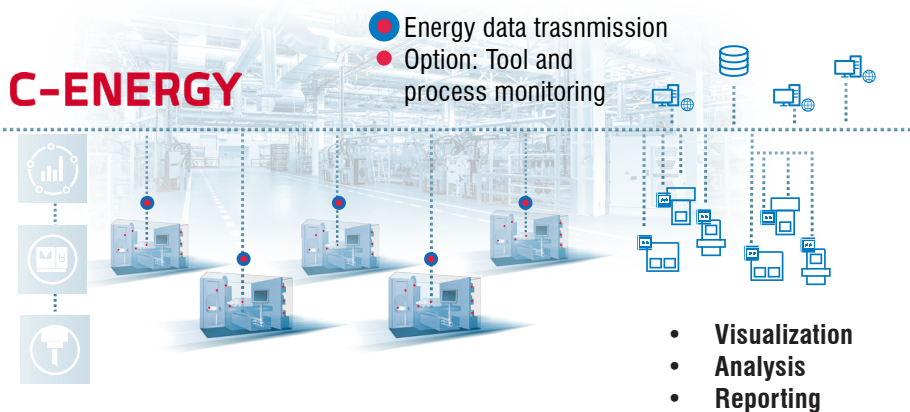 Energy data trasnmission
Option: Tool and
process monitoring
C-ENERGY
• Visualization
• Analysis
• Reporting